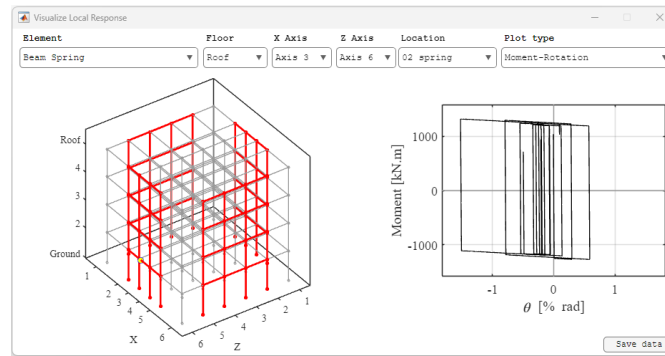 Visualize Local Response
Element Floor X Axis Z Axis Location Plot type
Beam Spring Roof Axis 3 Axis 6 02 spring Moment-Rotation
Roof
4
3
2
Ground
1
2
3
4
5
6
X
6
5
4
3
2
1
Z
Moment [kN.m]
1000
0
-1000
-1 0 1
θ [% rad]
Save data